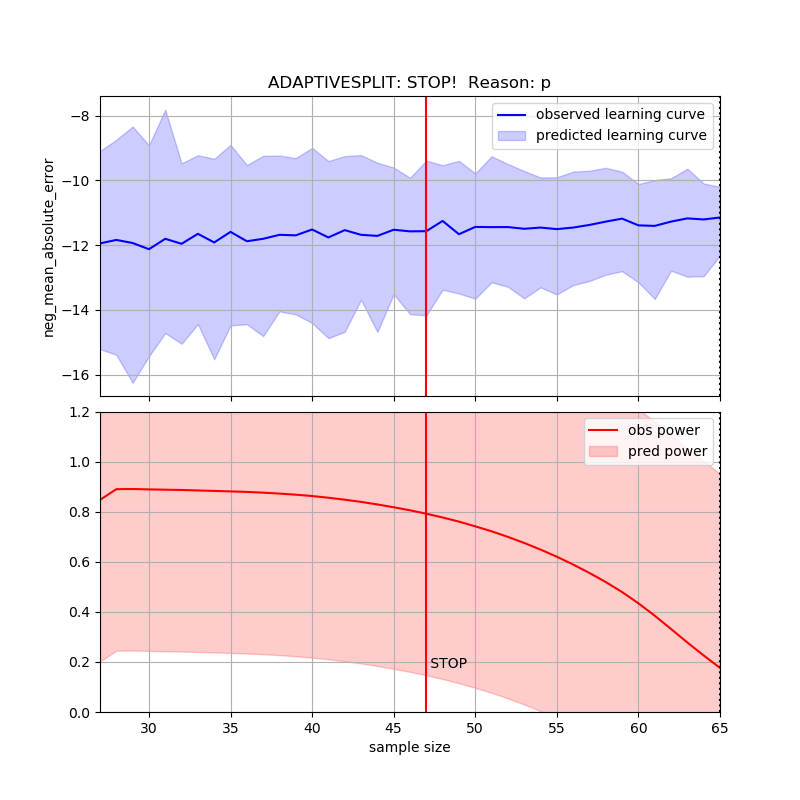 ADAPTIVESPLIT: STOP!  Reason: p
neg_mean_absolute_error
−8
−10
−12
−14
−16
observed learning curve
predicted learning curve
1.2
1.0
0.8
0.6
0.4
0.2
0.0
obs power
pred power
STOP
30 35 40 45 50 55 60 65
sample size